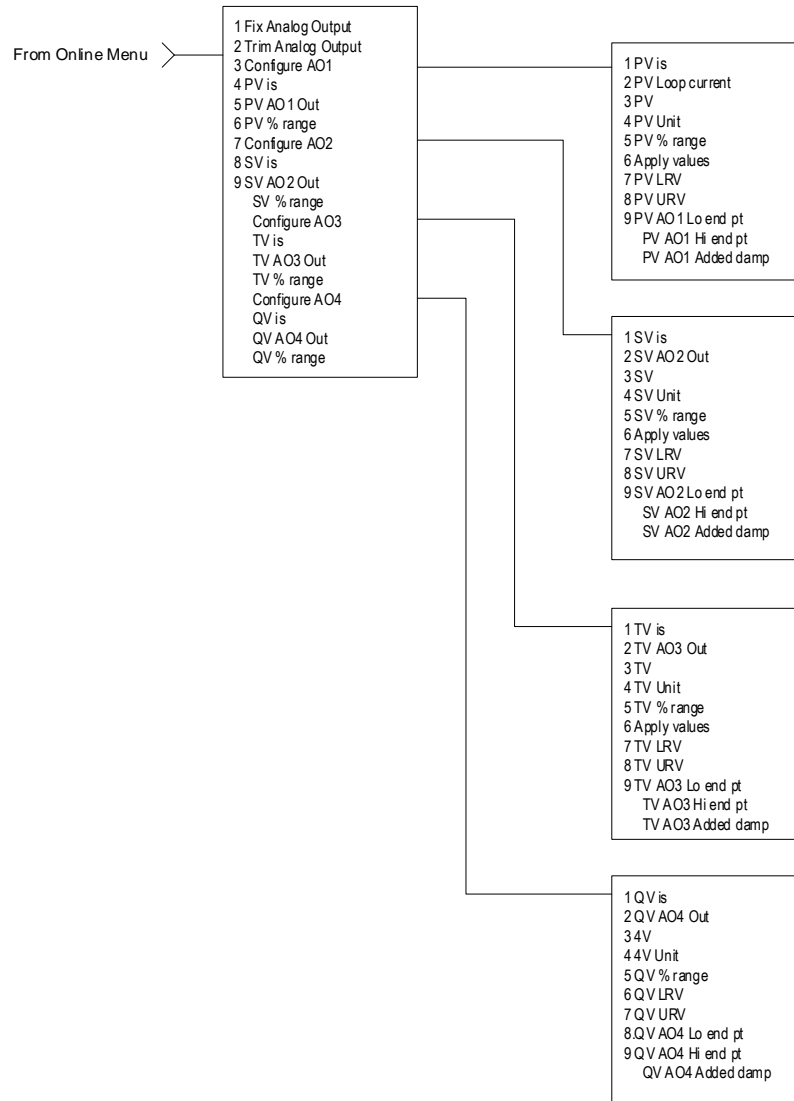 From Online Menu
1 Fix Analog Output
2 Trim Analog Output
3 Configure AO1
4 PV is
5 PV AO1 Out
6 PV % range
7 Configure AO2
8 SV is
9 SV AO2 Out
SV % range
Configure AO3
TV is
TV AO3 Out
TV % range
Configure AO4
QV is
QV AO4 Out
QV % range
1 PV is
2 PV Loop current
3 PV
4 PV Unit
5 PV % range
6 Apply values
7 PV LRV
8 PV URV
9 PV AO1 Lo end pt
PV AO1 Hi end pt
PV AO1 Added damp
1 SV is
2 SV AO2 Out
3 SV
4 SV Unit
5 SV % range
6 Apply values
7 SV LRV
8 SV URV
9 SV AO2 Lo end pt
SV AO2 Hi end pt
SV AO2 Added damp
1 TV is
2 TV AO3 Out
3 TV
4 TV Unit
5 TV % range
6 Apply values
7 TV LRV
8 TV URV
9 TV AO3 Lo end pt
TV AO3 Hi end pt
TV AO3 Added damp
1 QV is
2 QV AO4 Out
3 4V
4 4V Unit
5 QV % range
6 QV LRV
7 QV URV
8.QV AO4 Lo end pt
9 QV AO4 Hi end pt
QV AO4 Added damp